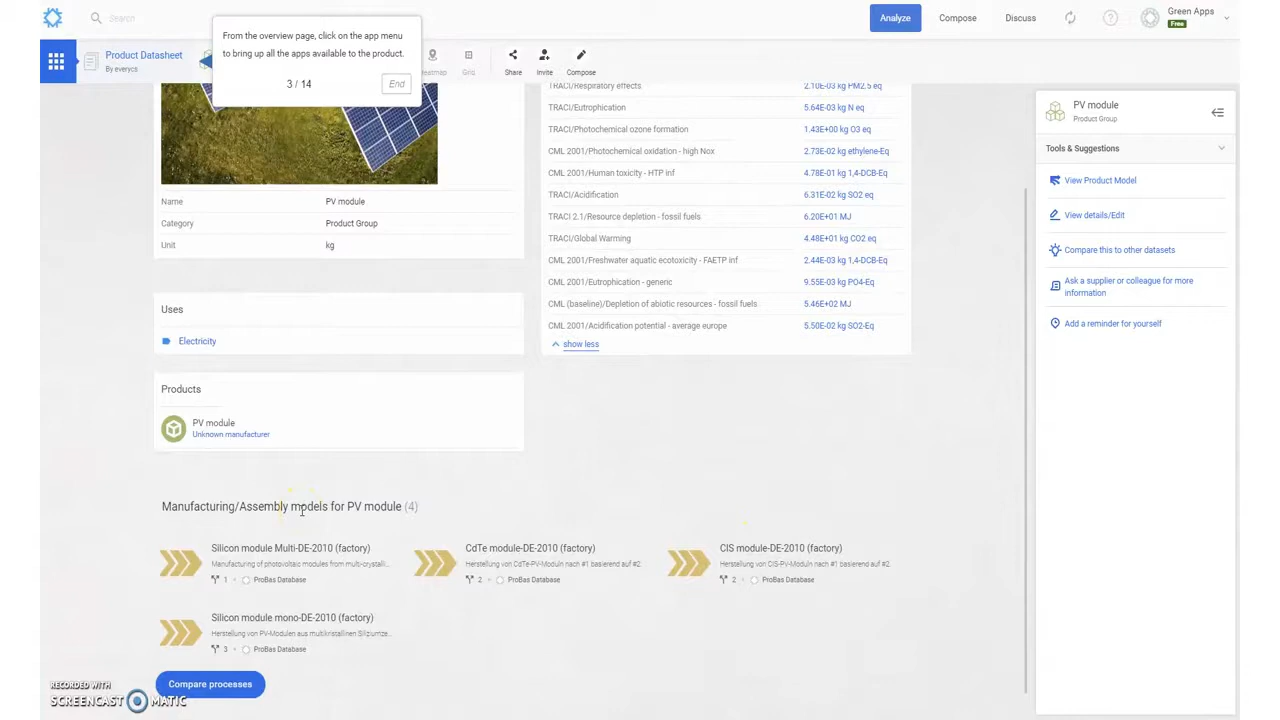 Search
Analyze
Compose
Discuss
Green Apps
Free
Product Datasheet
By everycs
From the overview page, click on the app menu
to bring up all the apps available to the product.
3 / 14
End
Grid
Share
Invite
Compose
TRACI/Respiratory effects 2.10E-03 kg PM2.5 eq
TRACI/Eutrophication 5.64E-03 kg N eq
TRACI/Photochemical ozone formation 1.43E+00 kg O3 eq
CML 2001/Photochemical oxidation - high Nox 2.73E-02 kg ethylene-Eq
CML 2001/Human toxicity - HTP inf 4.78E-01 kg 1,4-DCB-Eq
TRACI/Acidification 6.31E-02 kg SO2 eq
TRACI 2.1/Resource depletion - fossil fuels 6.20E+01 MJ
TRACI/Global Warming 4.48E+01 kg CO2 eq
CML 2001/Freshwater aquatic ecotoxicity - FAETP inf 2.44E-03 kg 1,4-DCB-Eq
CML 2001/Eutrophication - generic 9.55E-03 kg PO4-Eq
CML (baseline)/Depletion of abiotic resources - fossil fuels 5.46E+02 MJ
CML 2001/Acidification potential - average europe 5.50E-02 kg SO2-Eq
show less
Name PV module
Category Product Group
Unit kg
Uses
Electricity
Products
PV module
Unknown manufacturer
Manufacturing/Assembly models for PV module (4)
Silicon module Multi-DE-2010 (factory)
Manufacturing of photovoltaic modules from multi-crystalli...
1 ProBas Database
CdTe module-DE-2010 (factory)
Herstellung von CdTe-PV-Moduln nach #1 basierend auf #2.
2 ProBas Database
CIS module-DE-2010 (factory)
Herstellung von CIS-PV-Moduln nach #1 basierend auf #2.
2 ProBas Database
Silicon module mono-DE-2010 (factory)
Herstellung von PV-Modulen aus multikristallinen Siliziumze...
3 ProBas Database
Compare processes
PV module
Product Group
Tools & Suggestions
View Product Model
View details/Edit
Compare this to other datasets
Ask a supplier or colleague for more
information
Add a reminder for yourself
RECORDED WITH
SCREENCAST MATIC